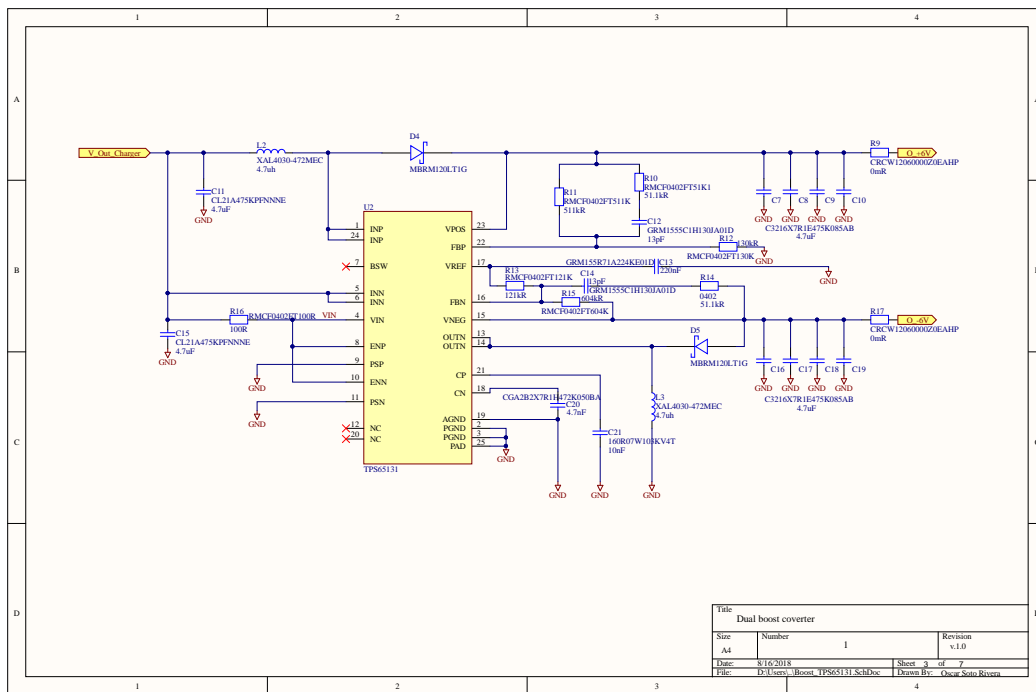 1 2 3 4
A
V_Out_Charger
L2
XAL4030-472MEC
4.7uh
D4
MBRM120LT1G
R9
O_+6V
CRCW12060000Z0EAHP
0mR
C11
CL21A475KPFNNNE
4.7uF
GND
R11
RMCF0402FT511K
511kR
R10
RMCF0402FT51K1
51.1kR
C12
GRM1555C1H130JA01D
13pF
C7 C8 C9 C10
GND GND GND GND
C3216X7R1E475K085AB
4.7uF
B
U2
1 INP
24 INP
7 BSW
5 INN
6 INN
4 VIN
8 ENP
9 PSP
10 ENN
11 PSN
12 NC
20 NC
VPOS 23
FBP 22
VREF 17
FBN 16
VNEG 15
OUTN 13
OUTN 14
CP 21
CN 18
AGND 19
PGND 2
PGND 3
PAD 25
TPS65131
R12
130kR
RMCF0402FT130K
GND
GRM155R71A224KE01D
C13
220nF
GND
R13
RMCF0402FT121K
121kR
C14
13pF
GRM1555C1H130JA01D
R14
0402
51.1kR
R15
604kR
RMCF0402FT604K
R16
RMCF0402FT100R
100R
VIN
C15
CL21A475KPFNNNE
4.7uF
GND
GND
GND
D5
MBRM120LT1G
R17
O_-6V
CRCW12060000Z0EAHP
0mR
C16 C17 C18 C19
GND GND GND GND
C3216X7R1E475K085AB
4.7uF
C
CGA2B2X7R1H472K050BA
C20
4.7nF
C21
160R07W103KV4T
10nF
L3
XAL4030-472MEC
4.7uh
GND
GND GND GND
D
Title
Dual boost coverter
Size
A4
Number
1
Revision
v.1.0
Date: 8/16/2018
Sheet 3 of 7
File: D:\Users\..\Boost_TPS65131.SchDoc
Drawn By: Oscar Soto Rivera
1 2 3 4